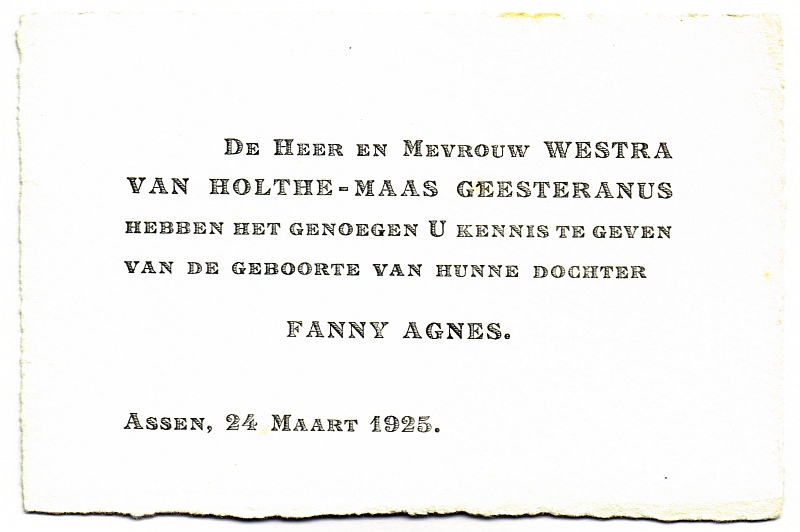 De Heer en Mevrouw WESTRA
VAN HOLTHE-MAAS GEESTERANUS
HEBBEN HET GENOEGEN U KENNIS TE GEVEN
VAN DE GEBOORTE VAN HUNNE DOCHTER
FANNY AGNES.
Assen, 24 Maart 1925.